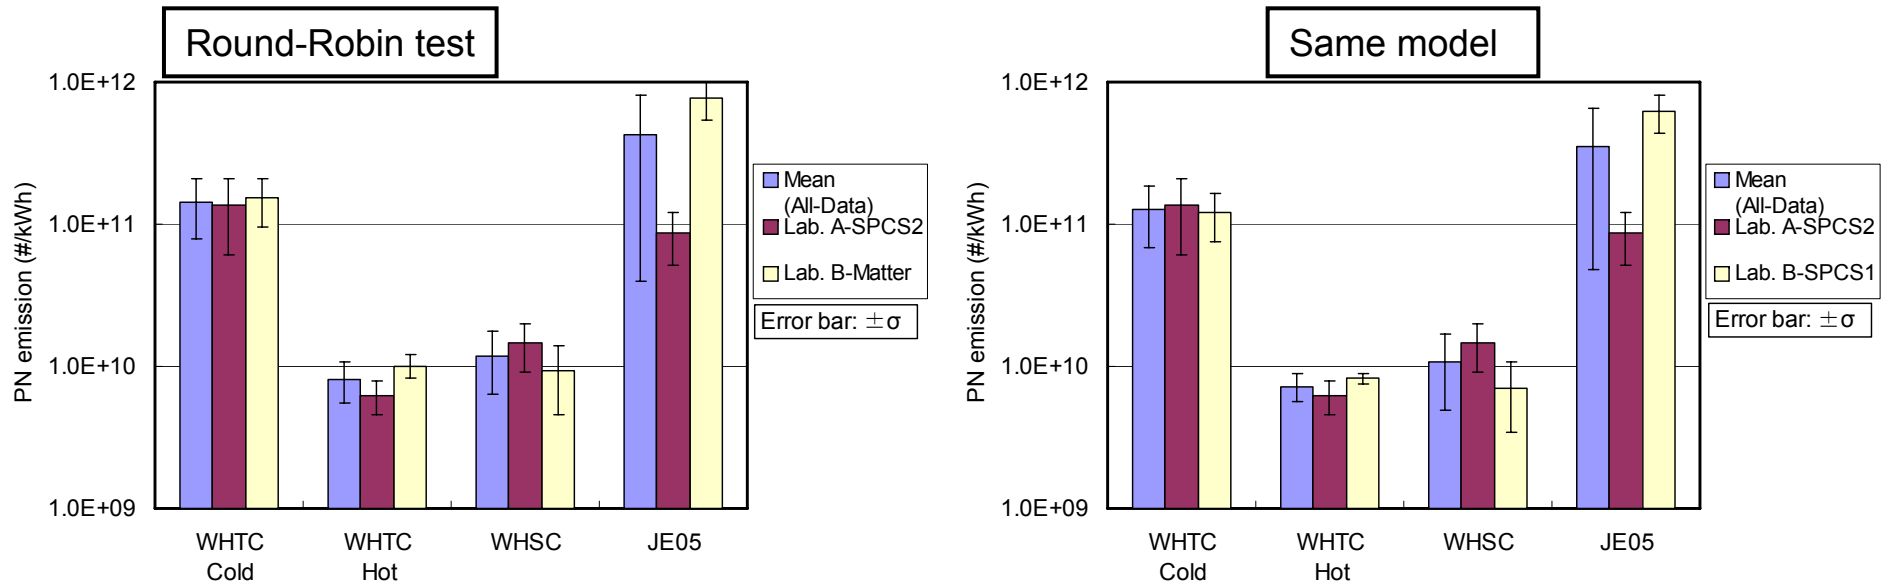 Round-Robin test
1.0E+12
1.0E+11
1.0E+10
1.0E+09
PN emission (#/kWh)
WHTC
Cold
WHTC
Hot
WHSC
JE05
Mean
(All-Data)
Lab. A-SPCS2
Lab. B-Matter
Error bar: ±σ
Same model
1.0E+12
1.0E+11
1.0E+10
1.0E+09
PN emission (#/kWh)
WHTC
Cold
WHTC
Hot
WHSC
JE05
Mean
(All-Data)
Lab. A-SPCS2
Lab. B-SPCS1
Error bar: ±σ